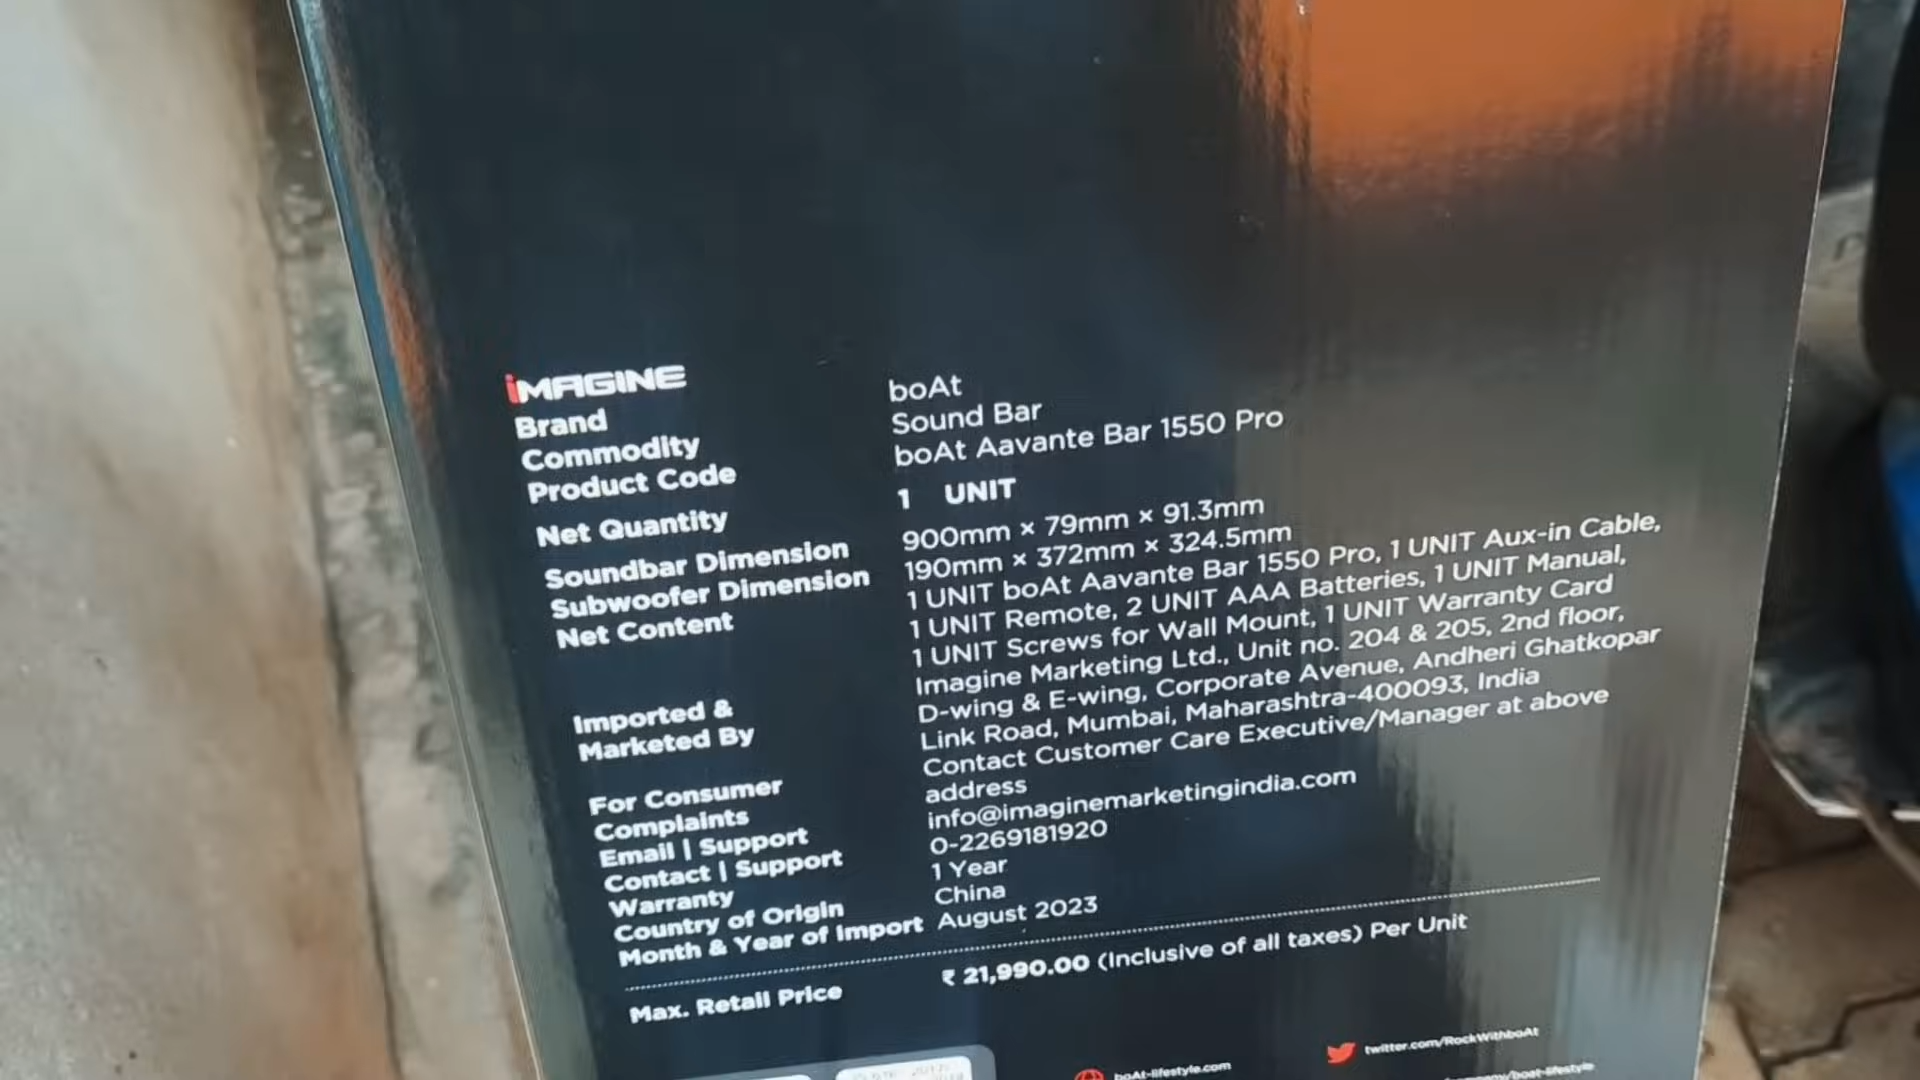 iMAGINE
Brand boAt
Commodity Sound Bar
Product Code boAt Aavante Bar 1550 Pro
Net Quantity 1 UNIT
Soundbar Dimension 900mm × 79mm × 91.3mm
Subwoofer Dimension 190mm × 372mm × 324.5mm
Net Content 1 UNIT boAt Aavante Bar 1550 Pro, 1 UNIT Aux-in Cable,
1 UNIT Remote, 2 UNIT AAA Batteries, 1 UNIT Manual,
1 UNIT Screws for Wall Mount, 1 UNIT Warranty Card
Imported & Imagine Marketing Ltd., Unit no. 204 & 205, 2nd floor,
Marketed By D-wing & E-wing, Corporate Avenue, Andheri Ghatkopar
Link Road, Mumbai, Maharashtra-400093, India
For Consumer Contact Customer Care Executive/Manager at above
Complaints address
Email | Support info@imaginemarketingindia.com
Contact | Support 0-2269181920
Warranty 1 Year
Country of Origin China
Month & Year of Import August 2023
Max. Retail Price ₹ 21,990.00 (Inclusive of all taxes) Per Unit
boAt-lifestyle.com
twitter.com/RockWithboAt
/boat-lifestyle